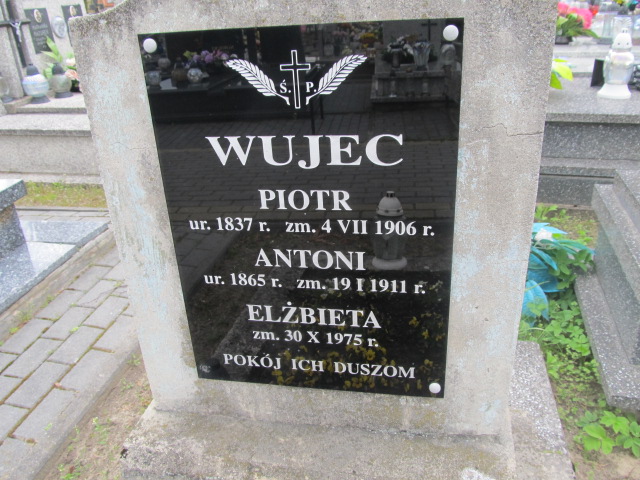 Ś. P.
WUJEC
PIOTR
ur. 1837 r. zm. 4 VII 1906 r.
ANTONI
ur. 1865 r. zm. 19 I 1911 r.
ELŻBIETA
zm. 30 X 1975 r.
POKÓJ ICH DUSZOM